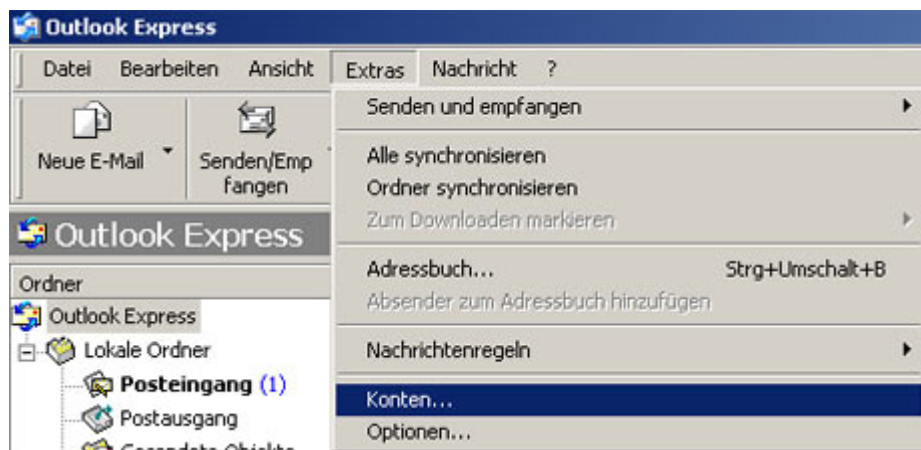 Outlook Express
Datei Bearbeiten Ansicht Extras Nachricht ?
Neue E-Mail
Senden/Emp
fangen
Outlook Express
Ordner
Outlook Express
Lokale Ordner
Posteingang (1)
Postausgang
Gesendete Objekte
Senden und empfangen
Alle synchronisieren
Ordner synchronisieren
Zum Downloaden markieren
Adressbuch... Strg+Umschalt+B
Absender zum Adressbuch hinzufügen
Nachrichtenregeln
Konten...
Optionen...